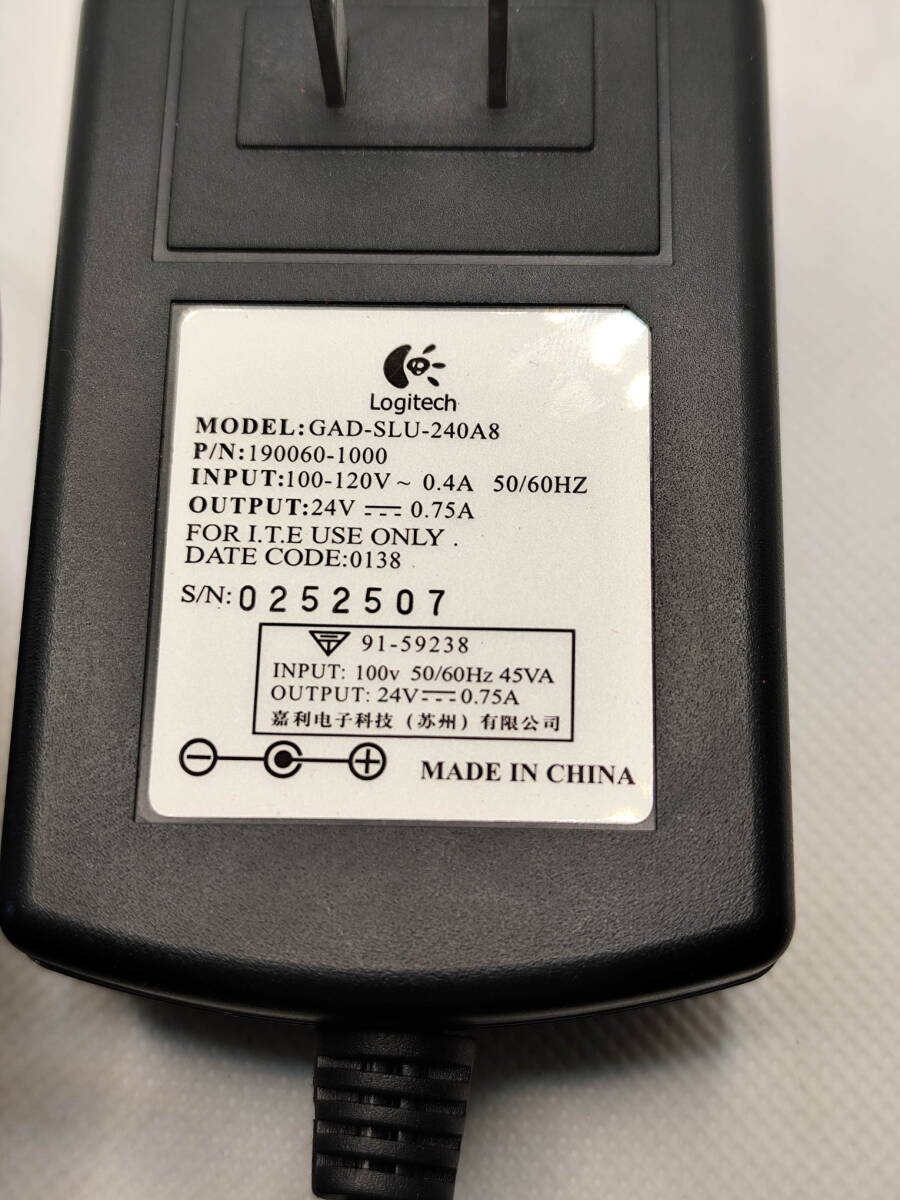 Logitech
MODEL:GAD-SLU-240A8
P/N:190060-1000
INPUT:100-120V~ 0.4A 50/60HZ
OUTPUT:24V ⎓ 0.75A
FOR I.T.E USE ONLY .
DATE CODE:0138
S/N:0252507
91-59238
INPUT: 100v 50/60Hz 45VA
OUTPUT: 24V⎓0.75A
嘉利电子科技（苏州）有限公司
MADE IN CHINA